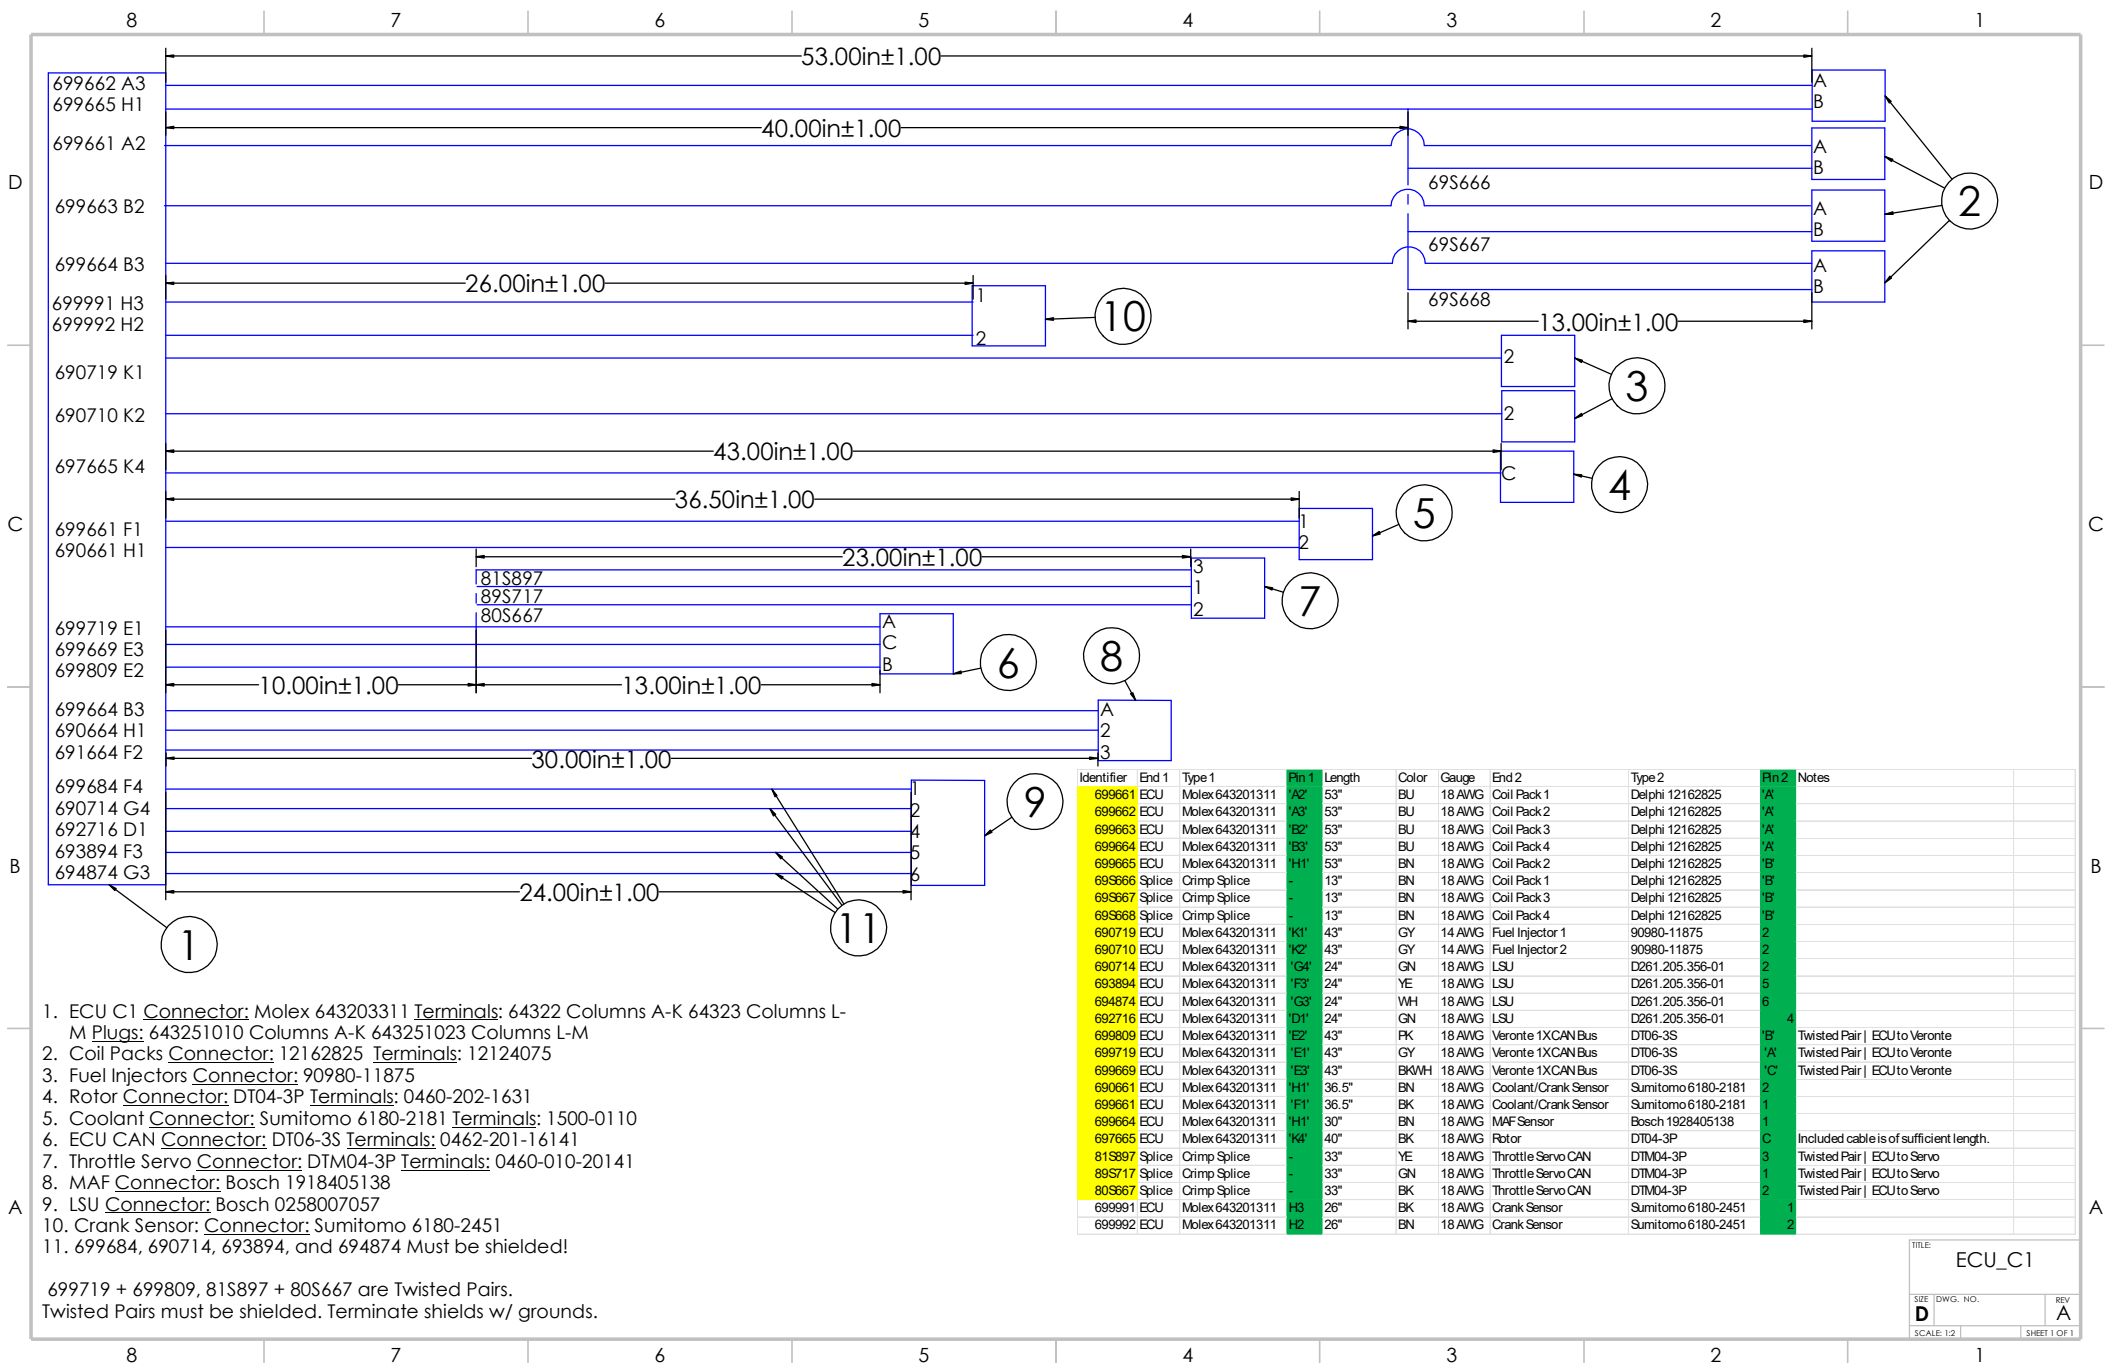 8 7 6 5 4 3 2 1
D
C
B
A
D
C
B
A
53.00in±1.00
699662 A3
699665 H1
A
B
40.00in±1.00
699661 A2
A
B
69S666
699663 B2
A
B
69S667
2
699664 B3
A
B
69S668
13.00in±1.00
26.00in±1.00
699991 H3
699992 H2
1
2
10
690719 K1
2
690710 K2
2
3
43.00in±1.00
697665 K4
C
4
36.50in±1.00
699661 F1
690661 H1
1
2
5
23.00in±1.00
81S897
89S717
80S667
3
1
2
7
699719 E1
699669 E3
699809 E2
A
C
B
6
10.00in±1.00
13.00in±1.00
8
699664 B3
690664 H1
691664 F2
A
2
3
30.00in±1.00
699684 F4
690714 G4
692716 D1
693894 F3
694874 G3
1
2
4
5
6
9
24.00in±1.00
11
1
Identifier End 1 Type 1 Pin 1 Length Color Gauge End 2 Type 2 Pin 2 Notes
699661 ECU Molex 643201311 'A2' 53" BU 18 AWG Coil Pack 1 Delphi 12162825 'A'
699662 ECU Molex 643201311 'A3' 53" BU 18 AWG Coil Pack 2 Delphi 12162825 'A'
699663 ECU Molex 643201311 'B2' 53" BU 18 AWG Coil Pack 3 Delphi 12162825 'A'
699664 ECU Molex 643201311 'B3' 53" BU 18 AWG Coil Pack 4 Delphi 12162825 'A'
699665 ECU Molex 643201311 'H1' 53" BN 18 AWG Coil Pack 2 Delphi 12162825 'B'
69S666 Splice Crimp Splice - 13" BN 18 AWG Coil Pack 1 Delphi 12162825 'B'
69S667 Splice Crimp Splice - 13" BN 18 AWG Coil Pack 3 Delphi 12162825 'B'
69S668 Splice Crimp Splice - 13" BN 18 AWG Coil Pack 4 Delphi 12162825 'B'
690719 ECU Molex 643201311 'K1' 43" GY 14 AWG Fuel Injector 1 90980-11875 2
690710 ECU Molex 643201311 'K2' 43" GY 14 AWG Fuel Injector 2 90980-11875 2
690714 ECU Molex 643201311 'G4' 24" GN 18 AWG LSU D261.205.356-01 2
693894 ECU Molex 643201311 'F3' 24" YE 18 AWG LSU D261.205.356-01 5
694874 ECU Molex 643201311 'G3' 24" WH 18 AWG LSU D261.205.356-01 6
692716 ECU Molex 643201311 'D1' 24" GN 18 AWG LSU D261.205.356-01 4
699809 ECU Molex 643201311 'E2' 43" PK 18 AWG Veronte 1X CAN Bus DT06-3S 'B' Twisted Pair | ECU to Veronte
699719 ECU Molex 643201311 'E1' 43" GY 18 AWG Veronte 1X CAN Bus DT06-3S 'A' Twisted Pair | ECU to Veronte
699669 ECU Molex 643201311 'E3' 43" BKWH 18 AWG Veronte 1X CAN Bus DT06-3S 'C' Twisted Pair | ECU to Veronte
690661 ECU Molex 643201311 'H1' 36.5" BN 18 AWG Coolant/Crank Sensor Sumitomo 6180-2181 2
699661 ECU Molex 643201311 'F1' 36.5" BK 18 AWG Coolant/Crank Sensor Sumitomo 6180-2181 1
699664 ECU Molex 643201311 'H1' 30" BN 18 AWG MAF Sensor Bosch 1928405138 1
697665 ECU Molex 643201311 'K4' 40" BK 18 AWG Rotor DT04-3P C Included cable is of sufficient length.
81S897 Splice Crimp Splice - 33" YE 18 AWG Throttle Servo CAN DTM04-3P 3 Twisted Pair | ECU to Servo
89S717 Splice Crimp Splice - 33" GN 18 AWG Throttle Servo CAN DTM04-3P 1 Twisted Pair | ECU to Servo
80S667 Splice Crimp Splice - 33" BK 18 AWG Throttle Servo CAN DTM04-3P 2 Twisted Pair | ECU to Servo
699991 ECU Molex 643201311 H3 26" BK 18 AWG Crank Sensor Sumitomo 6180-2451 1
699992 ECU Molex 643201311 H2 26" BN 18 AWG Crank Sensor Sumitomo 6180-2451 2
1. ECU C1 Connector: Molex 643203311 Terminals: 64322 Columns A-K 64323 Columns L-
M Plugs: 643251010 Columns A-K 643251023 Columns L-M
2. Coil Packs Connector: 12162825 Terminals: 12124075
3. Fuel Injectors Connector: 90980-11875
4. Rotor Connector: DT04-3P Terminals: 0460-202-1631
5. Coolant Connector: Sumitomo 6180-2181 Terminals: 1500-0110
6. ECU CAN Connector: DT06-3S Terminals: 0462-201-16141
7. Throttle Servo Connector: DTM04-3P Terminals: 0460-010-20141
8. MAF Connector: Bosch 1918405138
9. LSU Connector: Bosch 0258007057
10. Crank Sensor: Connector: Sumitomo 6180-2451
11. 699684, 690714, 693894, and 694874 Must be shielded!
699719 + 699809, 81S897 + 80S667 are Twisted Pairs.
Twisted Pairs must be shielded. Terminate shields w/ grounds.
TITLE:
ECU_C1
SIZE DWG. NO. REV
D A
SCALE: 1:2 SHEET 1 OF 1
8 7 6 5 4 3 2 1